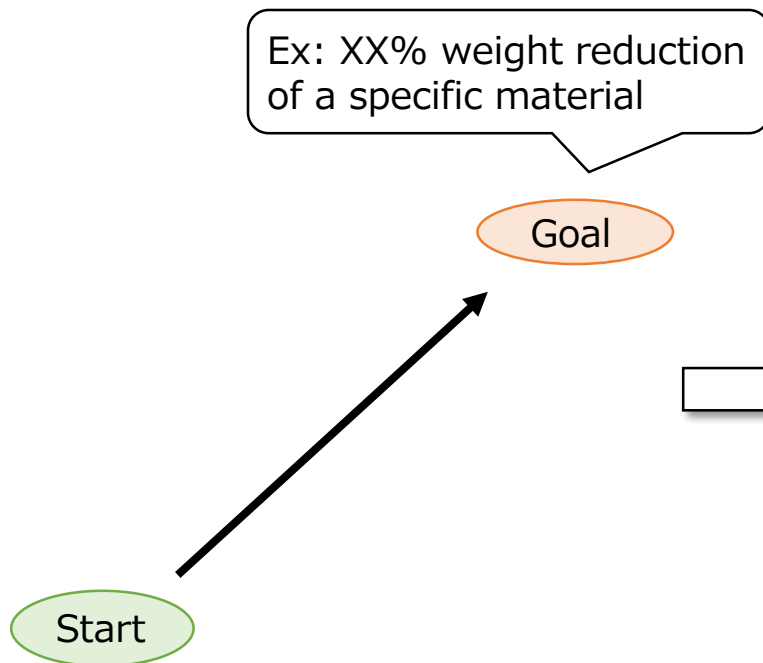 Ex: XX% weight reduction
of a specific material
Goal
Start